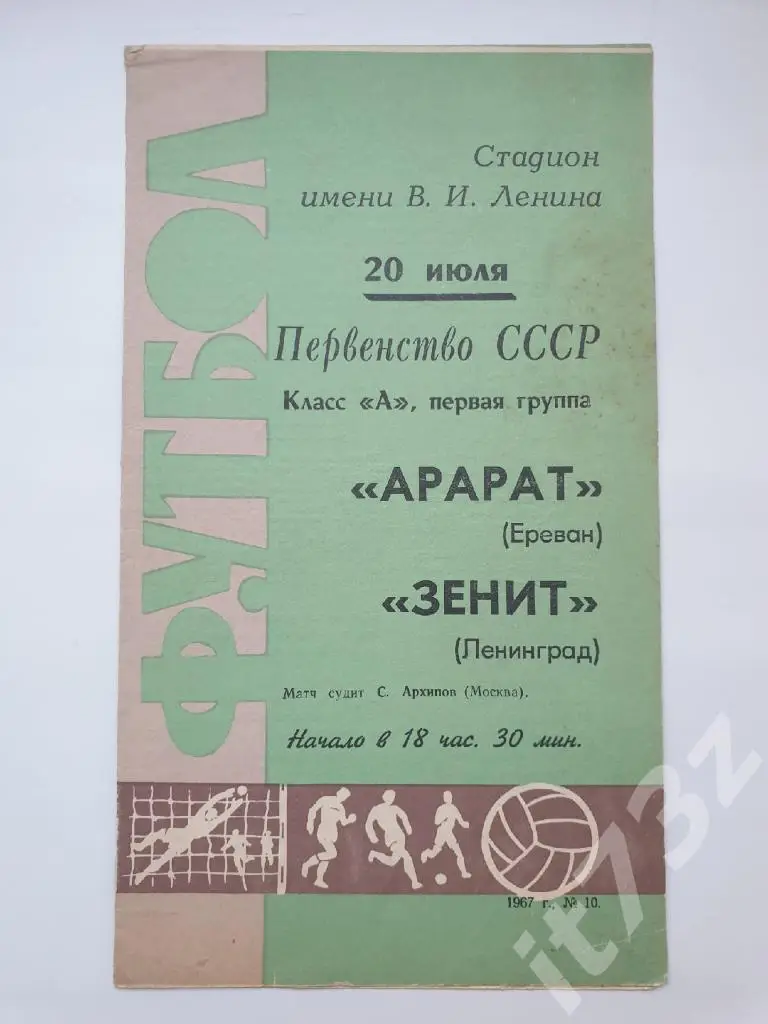 ФУТБОЛ
Стадион
имени В. И. Ленина
20 июля
Первенство СССР
Класс «А», первая группа
«АРАРАТ»
(Ереван)
«ЗЕНИТ»
(Ленинград)
Матч судит С. Архипов (Москва).
Начало в 18 час. 30 мин.
1967 г., № 10.
it73z